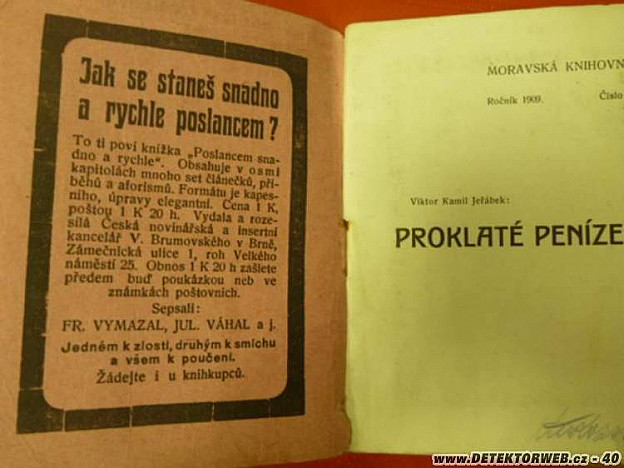 Jak se staneš snadno
a rychle poslancem?
To ti poví knížka „Poslancem sna-
dno a rychle“. Obsahuje v osmi
kapitolách mnoho set článečků, pří-
běhů a aforismů. Formátu je kapes-
ního, úpravy elegantní. Cena 1 K,
poštou 1 K 20 h. Vydala a roze-
sílá Česká novinářská a insertní
kancelář V. Brumovského v Brně,
Zámečnická ulice 1, roh Velkého
náměstí 25. Obnos 1 K 20 h zašlete
předem buď poukázkou neb ve
známkách poštovních.
Sepsali:
FR. VYMAZAL, JUL. VÁHAL a j.
Jedném k zlosti, druhým k smíchu
a všem k poučení.
Žádejte i u knihkupců.
MORAVSKÁ KNIHOVN
Ročník 1909. Číslo
Viktor Kamil Jeřábek:
PROKLATÉ PENÍZE
www.DETEKTORWEB.cz - 40